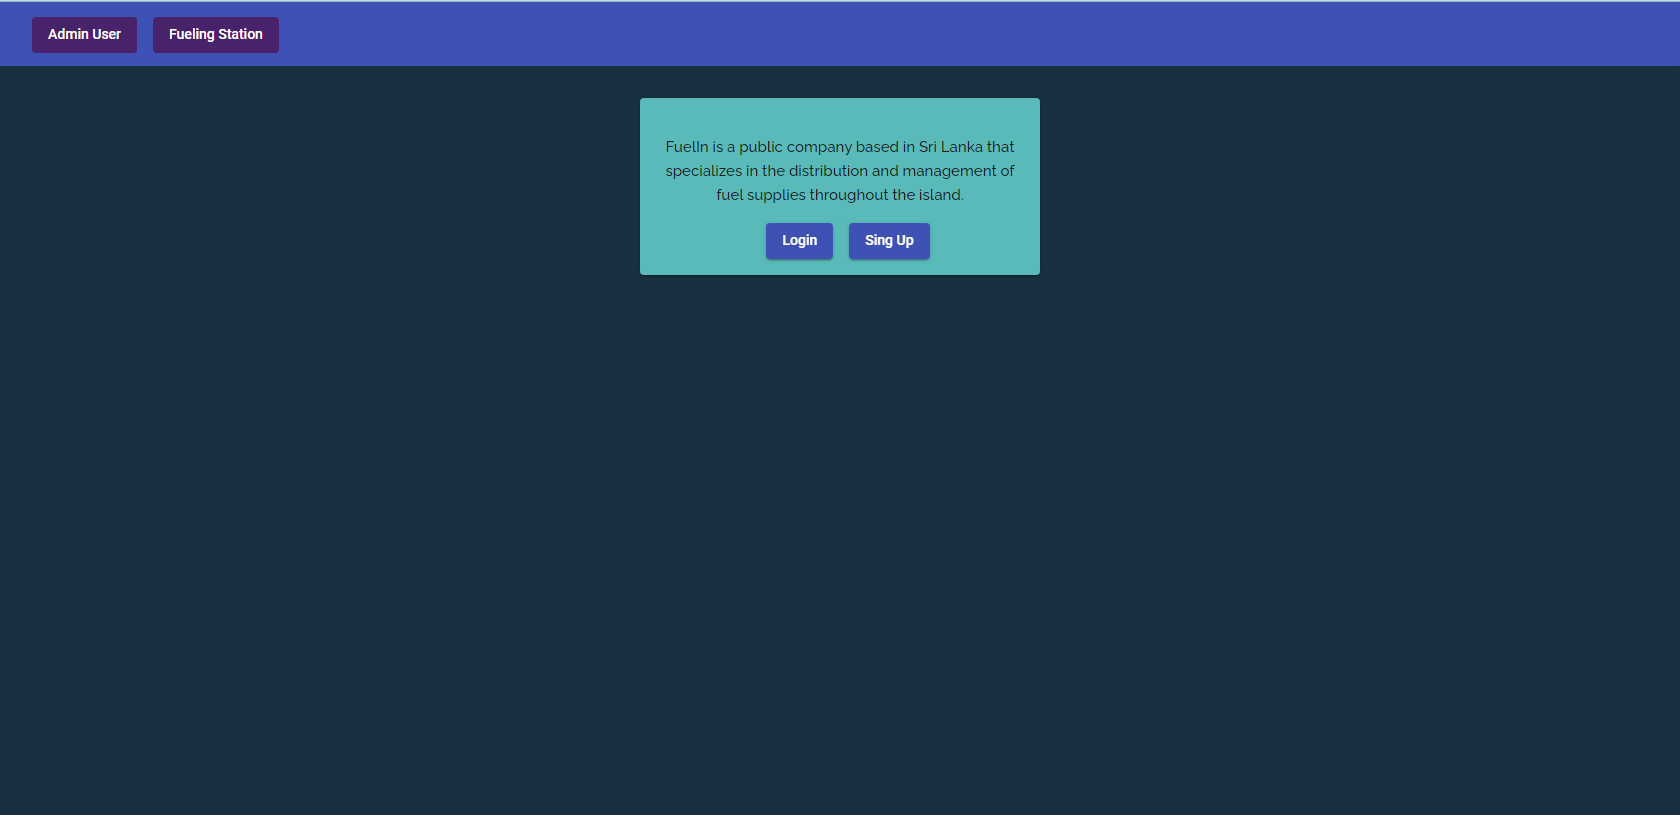 Admin User
Fueling Station
FuelIn is a public company based in Sri Lanka that
specializes in the distribution and management of
fuel supplies throughout the island.
Login
Sing Up